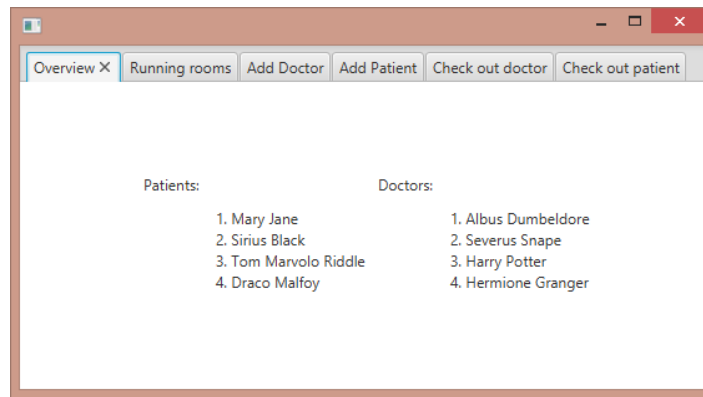 Overview Running rooms Add Doctor Add Patient Check out doctor Check out patient
Patients:
1. Mary Jane
2. Sirius Black
3. Tom Marvolo Riddle
4. Draco Malfoy
Doctors:
1. Albus Dumbeldore
2. Severus Snape
3. Harry Potter
4. Hermione Granger